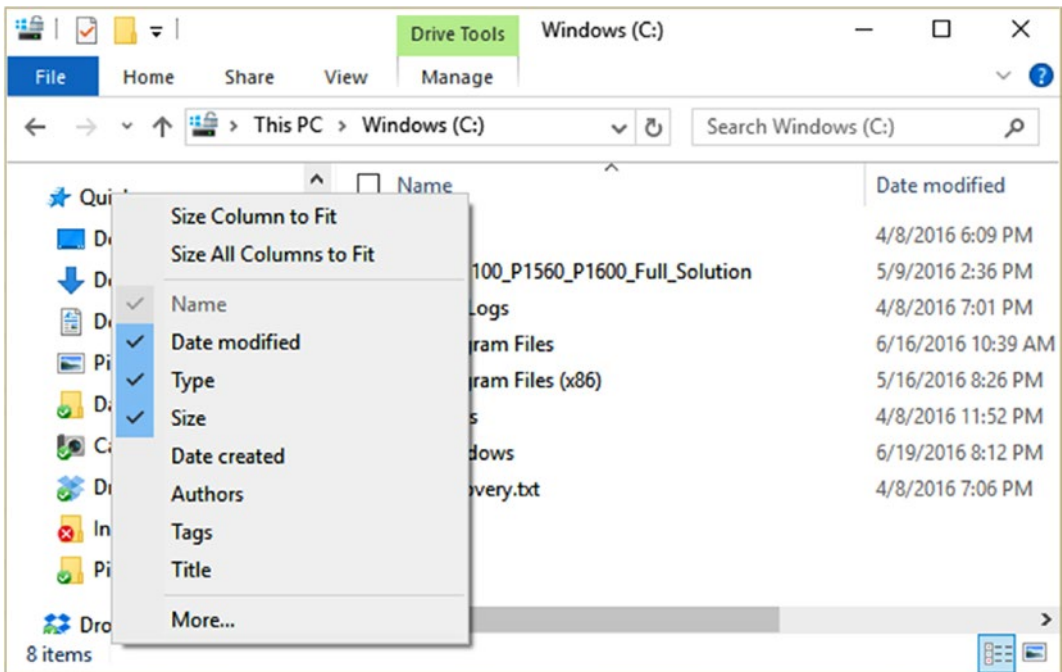 Drive Tools Windows (C:)
File Home Share View Manage
This PC > Windows (C:) Search Windows (C:)
Name Date modified
Size Column to Fit
4/8/2016 6:09 PM
Size All Columns to Fit
100_P1560_P1600_Full_Solution 5/9/2016 2:36 PM
Name
Logs 4/8/2016 7:01 PM
Date modified
Files 6/16/2016 10:39 AM
Type
Files (x86) 5/16/2016 8:26 PM
Size
4/8/2016 11:52 PM
Date created
6/19/2016 8:12 PM
Authors
4/8/2016 7:06 PM
Tags
Title
More...
8 items